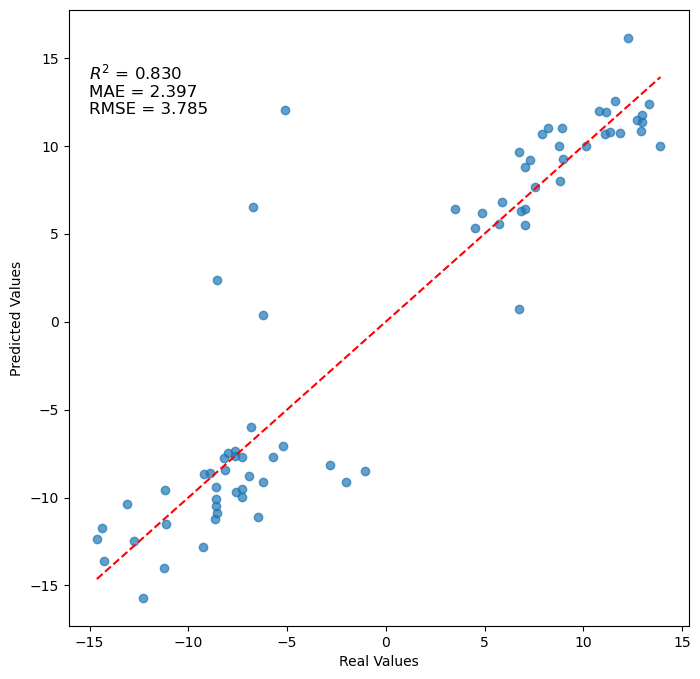 R² = 0.830
MAE = 2.397
RMSE = 3.785
Predicted Values
15
10
5
0
−5
−10
−15
−15 −10 −5 0 5 10 15
Real Values